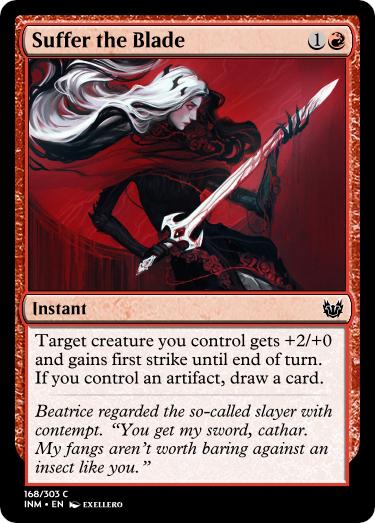 Suffer the Blade 1
Instant
Target creature you control gets +2/+0
and gains first strike until end of turn.
If you control an artifact, draw a card.
Beatrice regarded the so-called slayer with
contempt. “You get my sword, cathar.
My fangs aren’t worth baring against an
insect like you.”
168/303 C
INM • EN EXELLERO